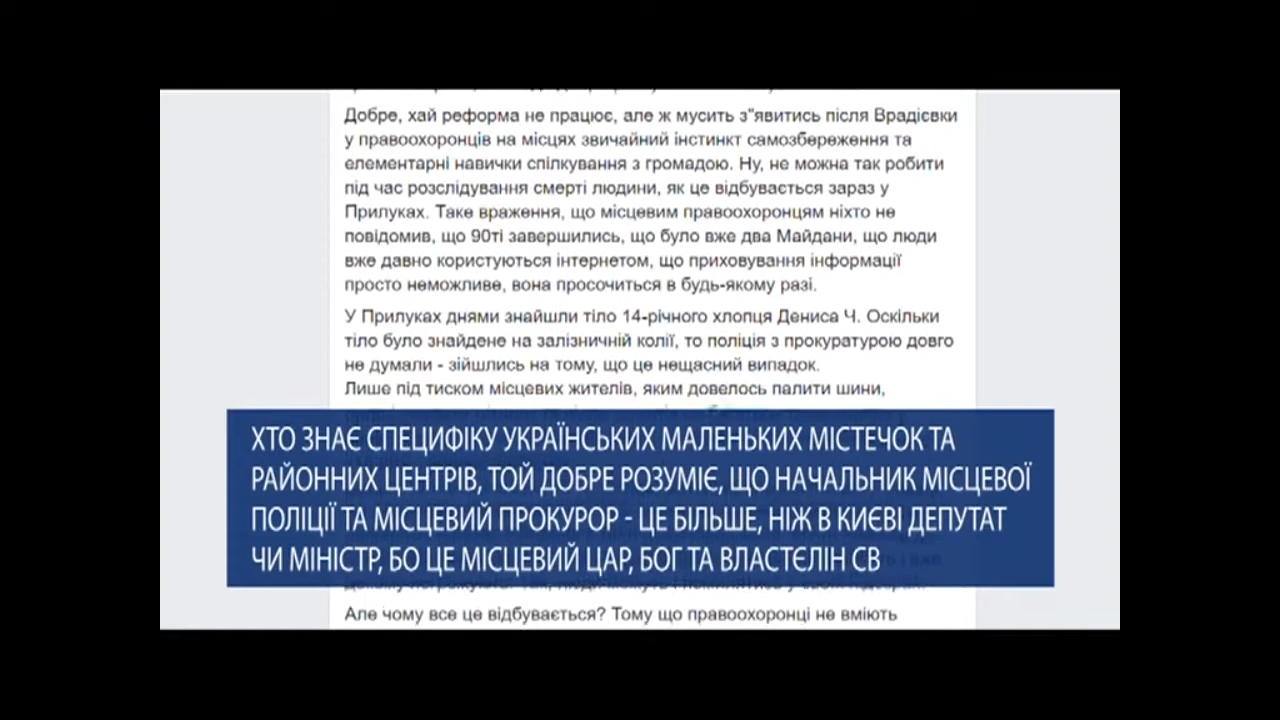 Добре, хай реформа не працює, але ж мусить з"явитись після Врадієвки
у правоохоронців на місцях звичайний інстинкт самозбереження та
елементарні навички спілкування з громадою. Ну, не можна так робити
під час розслідування смерті людини, як це відбувається зараз у
Прилуках. Таке враження, що місцевим правоохоронцям ніхто не
повідомив, що 90ті завершились, що було вже два Майдани, що люди
вже давно користуються інтернетом, що приховування інформації
просто неможливе, вона просочиться в будь-якому разі.
У Прилуках днями знайшли тіло 14-річного хлопця Дениса Ч. Оскільки
тіло було знайдене на залізничній колії, то поліція з прокуратурою довго
не думали - зійшлись на тому, що це нещасний випадок.
Лише під тиском місцевих жителів, яким довелось палити шини,
ХТО ЗНАЄ СПЕЦИФІКУ УКРАЇНСЬКИХ МАЛЕНЬКИХ МІСТЕЧОК ТА
РАЙОННИХ ЦЕНТРІВ, ТОЙ ДОБРЕ РОЗУМІЄ, ЩО НАЧАЛЬНИК МІСЦЕВОЇ
ПОЛІЦІЇ ТА МІСЦЕВИЙ ПРОКУРОР - ЦЕ БІЛЬШЕ, НІЖ В КИЄВІ ДЕПУТАТ
ЧИ МІНІСТР, БО ЦЕ МІСЦЕВИЙ ЦАР, БОГ ТА ВЛАСТЄЛІН СВ
Але чому все це відбувається? Тому що правоохоронці не вміють